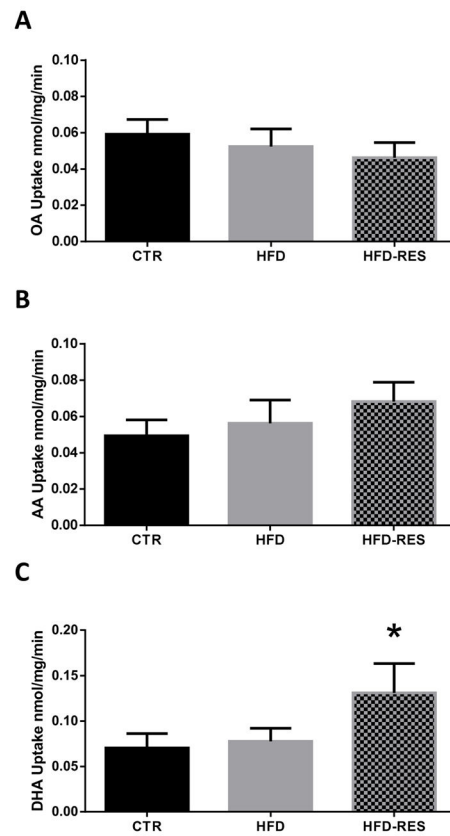 A
OA Uptake nmol/mg/min
0.10
0.08
0.06
0.04
0.02
0.00
CTR HFD HFD-RES
B
AA Uptake nmol/mg/min
0.10
0.08
0.06
0.04
0.02
0.00
CTR HFD HFD-RES
C
DHA Uptake nmol/mg/min
0.20
0.15
0.10
0.05
0.00
*
CTR HFD HFD-RES